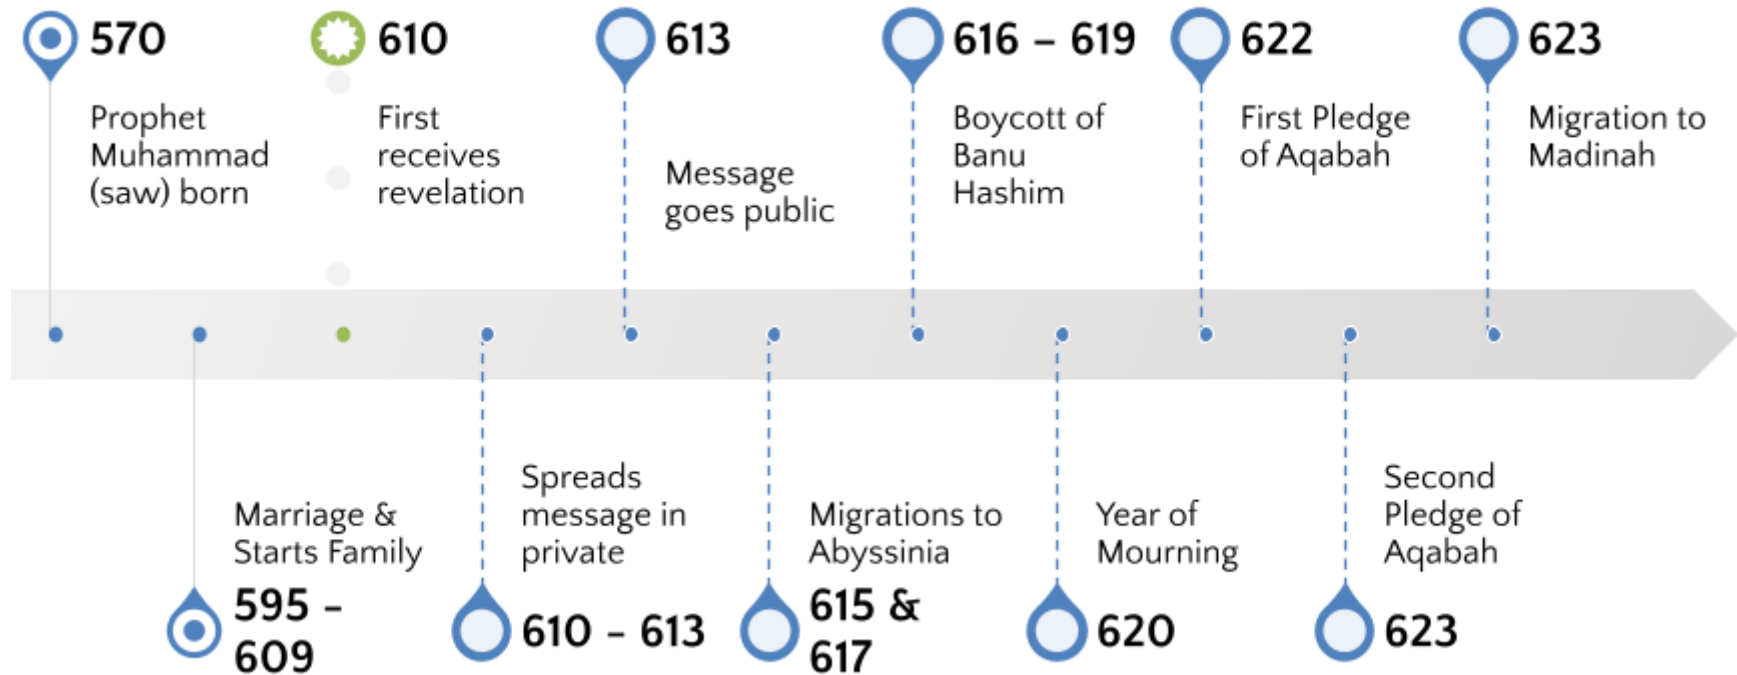 570
Prophet
Muhammad
(saw) born
610
First
receives
revelation
613
Message
goes public
616 – 619
Boycott of
Banu
Hashim
622
First Pledge
of Aqabah
623
Migration to
Madinah
Marriage &
Starts Family
595 –
609
Spreads
message in
private
610 – 613
Migrations to
Abyssinia
615 &
617
Year of
Mourning
620
Second
Pledge of
Aqabah
623